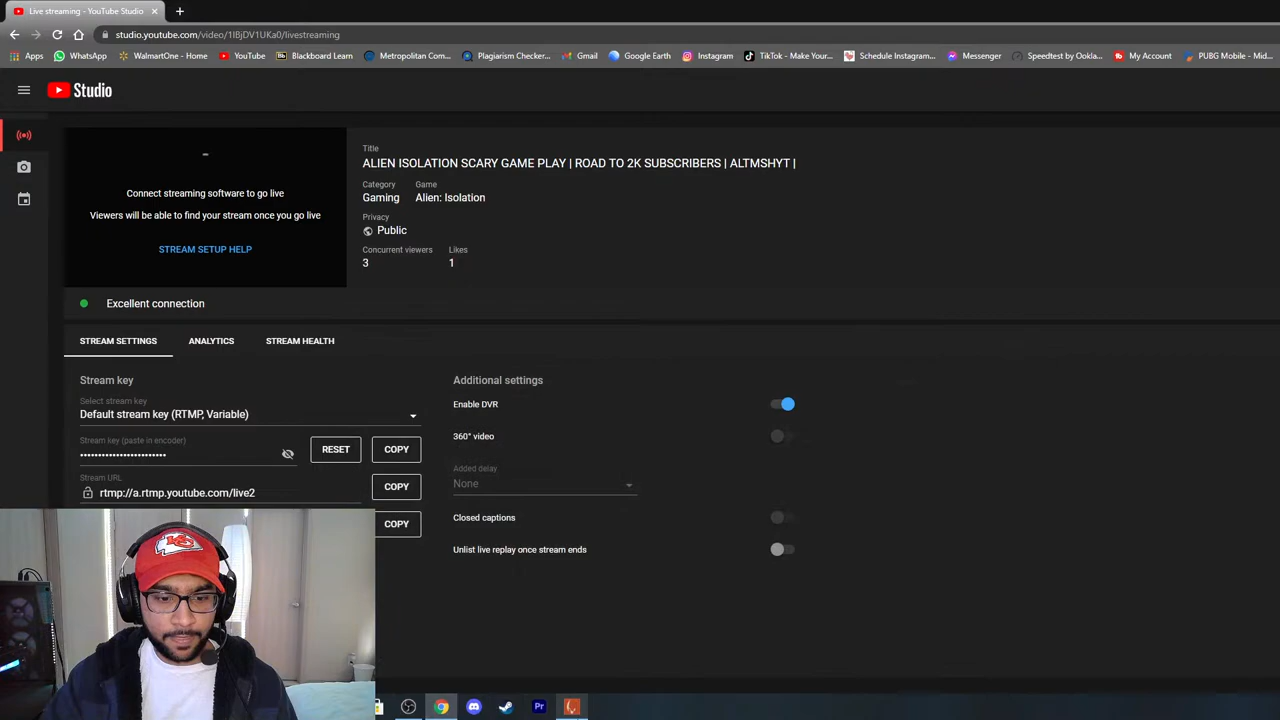 Live streaming - YouTube Studio
studio.youtube.com/video/1IBjDV1UKa0/livestreaming
Apps WhatsApp WalmartOne - Home YouTube Blackboard Learn Metropolitan Com... Plagiarism Checker... Gmail Google Earth Instagram TikTok - Make Your... Schedule Instagram... Messenger Speedtest by Ookla... My Account PUBG Mobile - Mid...
Studio
Title
Connect streaming software to go live
Viewers will be able to find your stream once you go live
STREAM SETUP HELP
ALIEN ISOLATION SCARY GAME PLAY | ROAD TO 2K SUBSCRIBERS | ALTMSHYT |
Category Game
Gaming Alien: Isolation
Privacy
Public
Concurrent viewers Likes
3 1
Excellent connection
STREAM SETTINGS ANALYTICS STREAM HEALTH
Stream key
Select stream key
Default stream key (RTMP, Variable)
Stream key (paste in encoder)
••••••••••••••••••••••••
RESET COPY
Stream URL
rtmp://a.rtmp.youtube.com/live2
COPY
COPY
Additional settings
Enable DVR
360° video
Added delay
None
Closed captions
Unlist live replay once stream ends
KC
Pr